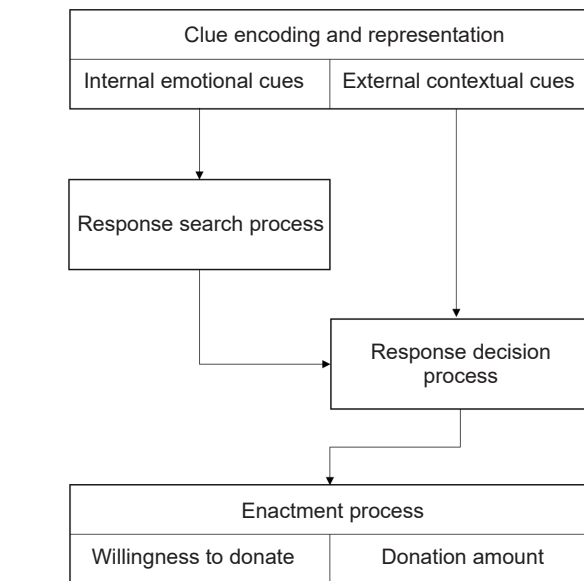 Clue encoding and representation
Internal emotional cues
External contextual cues
Response search process
Response decision
process
Enactment process
Willingness to donate
Donation amount